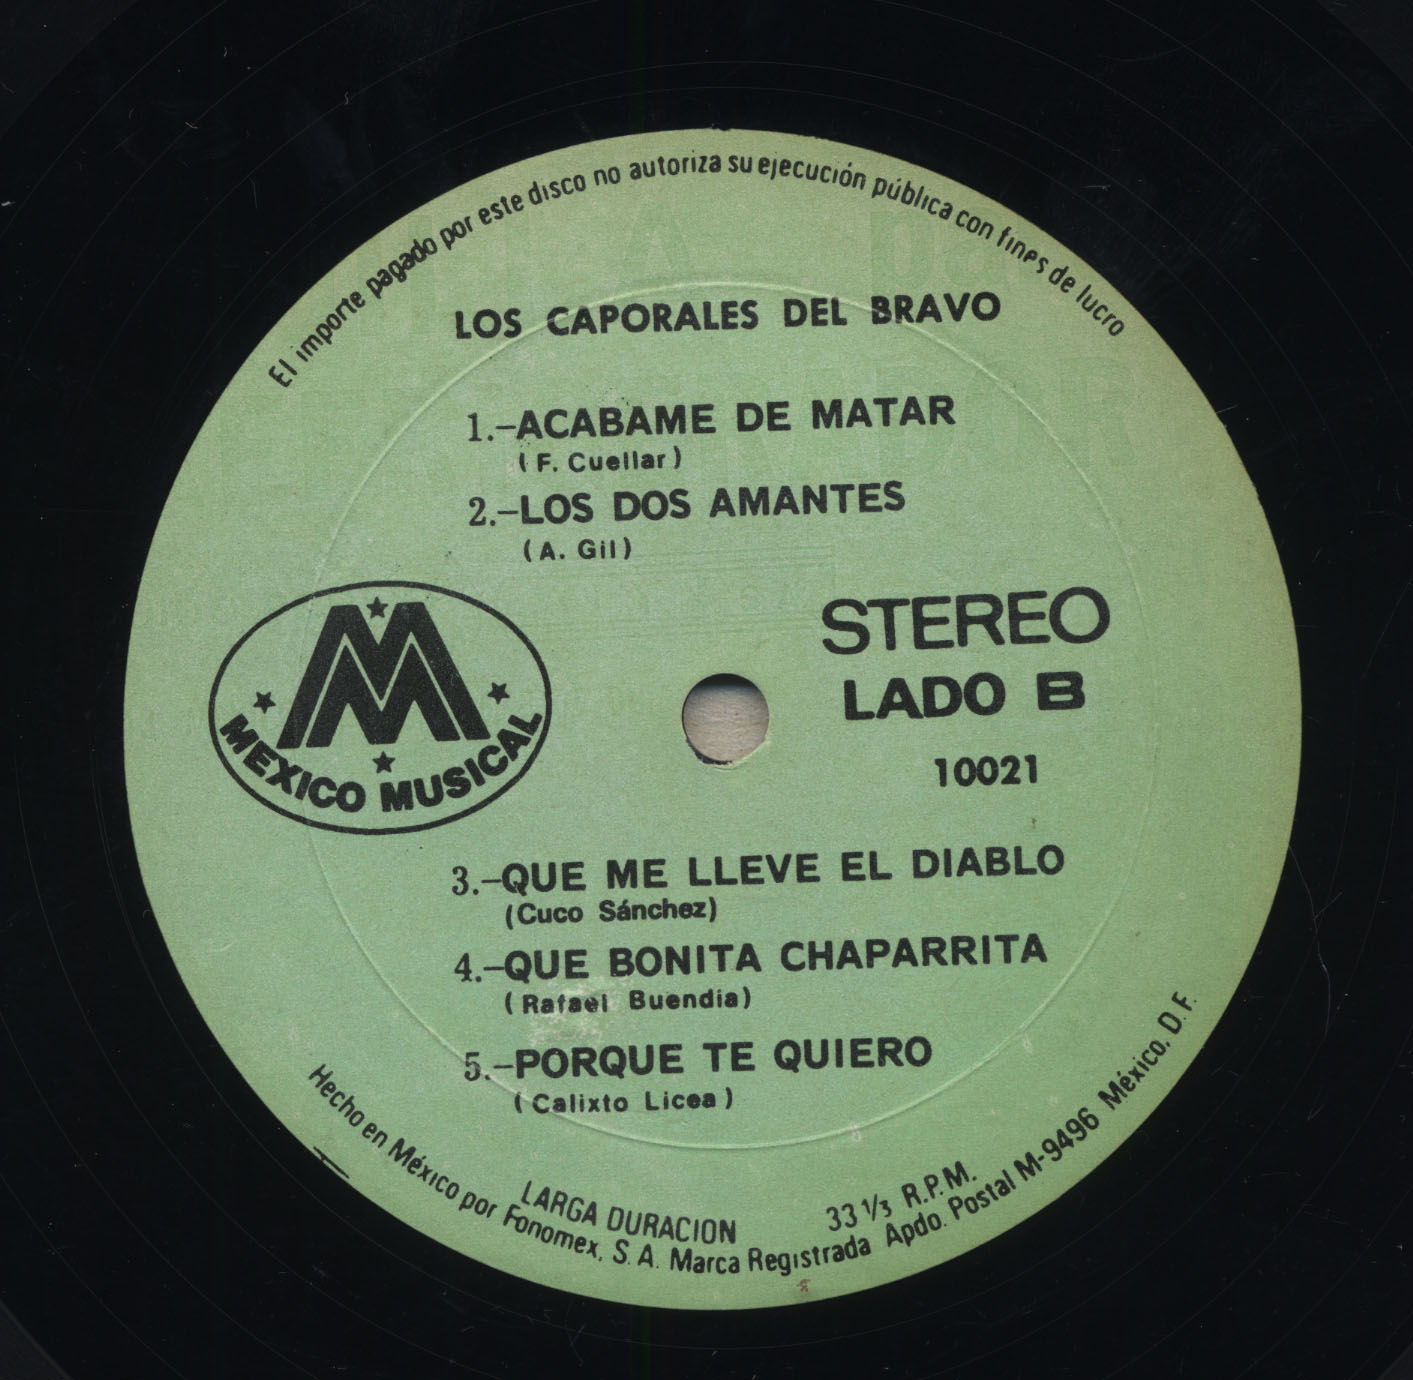 El importe pagado por este disco no autoriza su ejecución pública con fines de lucro
LOS CAPORALES DEL BRAVO
1.-ACABAME DE MATAR
(F. Cuellar)
2.-LOS DOS AMANTES
(A. Gil)
STEREO
LADO B
10021
MEXICO MUSICAL
3.-QUE ME LLEVE EL DIABLO
(Cuco Sánchez)
4.-QUE BONITA CHAPARRITA
(Rafael Buendia)
5.-PORQUE TE QUIERO
(Calixto Licea)
LARGA DURACION
33 1/3 R.P.M.
Hecho en México por Fonomex, S.A. Marca Registrada Apdo. Postal M-9496 México, D.F.